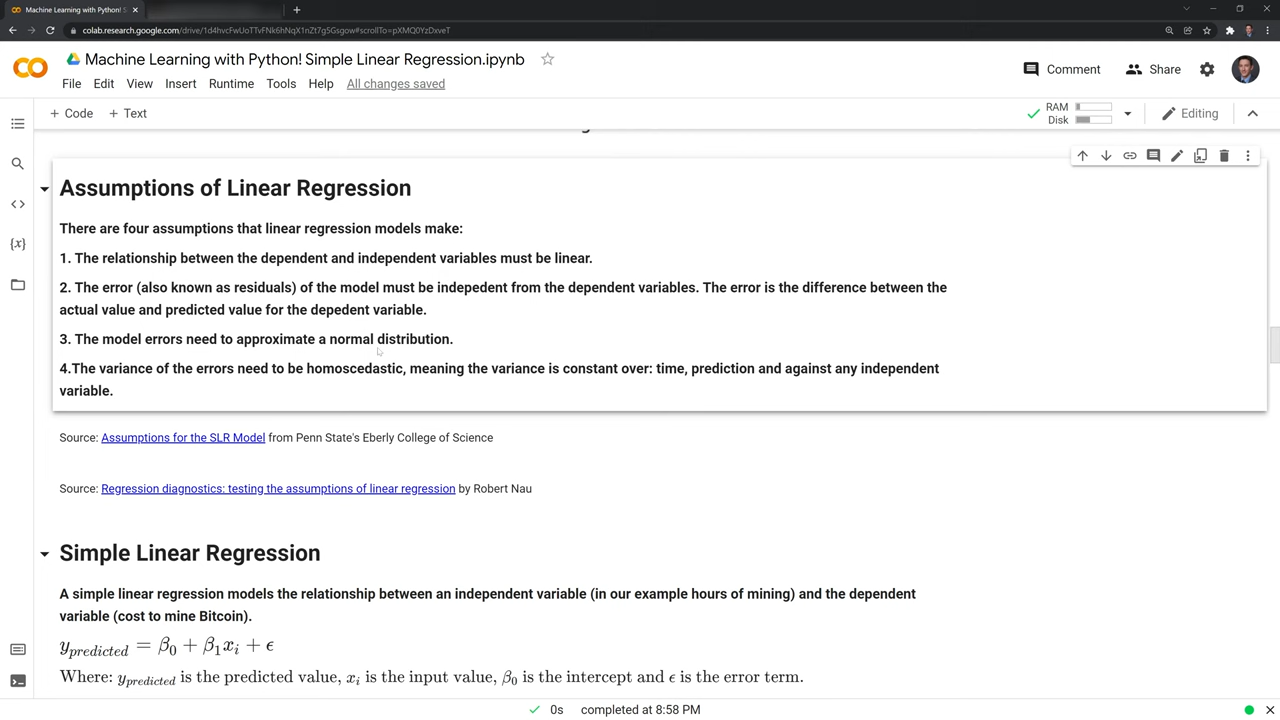 Machine Learning with Python! S
colab.research.google.com/drive/1d4hvcFwUoTTvFNk6hNqX1nZt7g5Gsgow#scrollTo=pXMQ0YzDxveT
Machine Learning with Python! Simple Linear Regression.ipynb
Comment
Share
File Edit View Insert Runtime Tools Help All changes saved
+ Code + Text
RAM
Disk
Editing
Assumptions of Linear Regression
There are four assumptions that linear regression models make:
1. The relationship between the dependent and independent variables must be linear.
2. The error (also known as residuals) of the model must be indepedent from the dependent variables. The error is the difference between the
actual value and predicted value for the depedent variable.
3. The model errors need to approximate a normal distribution.
4.The variance of the errors need to be homoscedastic, meaning the variance is constant over: time, prediction and against any independent
variable.
Source: Assumptions for the SLR Model from Penn State's Eberly College of Science
Source: Regression diagnostics: testing the assumptions of linear regression by Robert Nau
Simple Linear Regression
A simple linear regression models the relationship between an independent variable (in our example hours of mining) and the dependent
variable (cost to mine Bitcoin).
y_predicted = β₀ + β₁xᵢ + ϵ
Where: y_predicted is the predicted value, xᵢ is the input value, β₀ is the intercept and ϵ is the error term.
0s completed at 8:58 PM